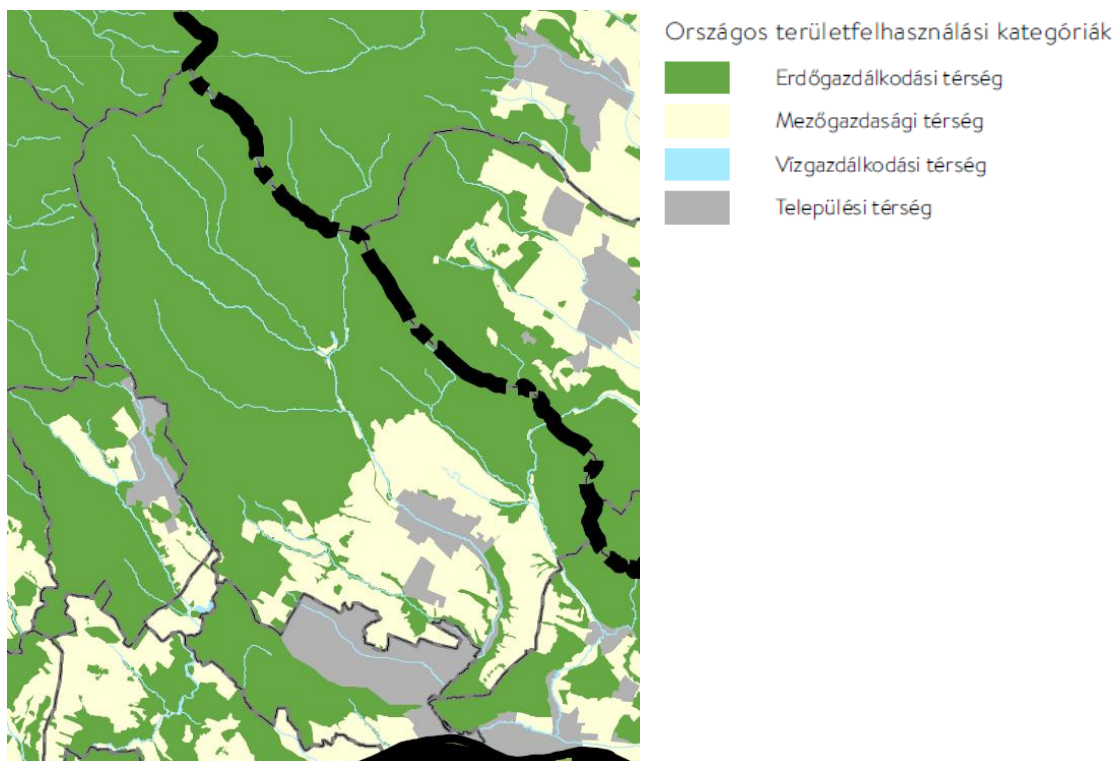 Országos területfelhasználási kategóriák
Erdőgazdálkodási térség
Mezőgazdasági térség
Vízgazdálkodási térség
Települési térség